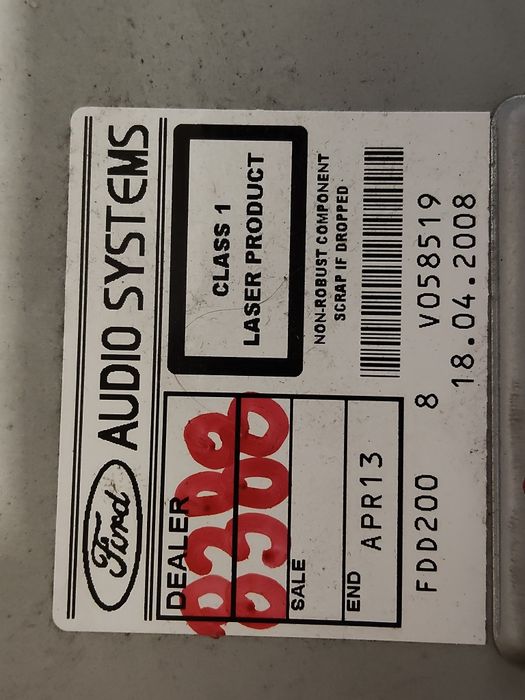 Ford AUDIO SYSTEMS
DEALER
CLASS 1
LASER PRODUCT
SALE
NON-ROBUST COMPONENT
SCRAP IF DROPPED
END APR13
FDD200 8 V058519
18.04.2008